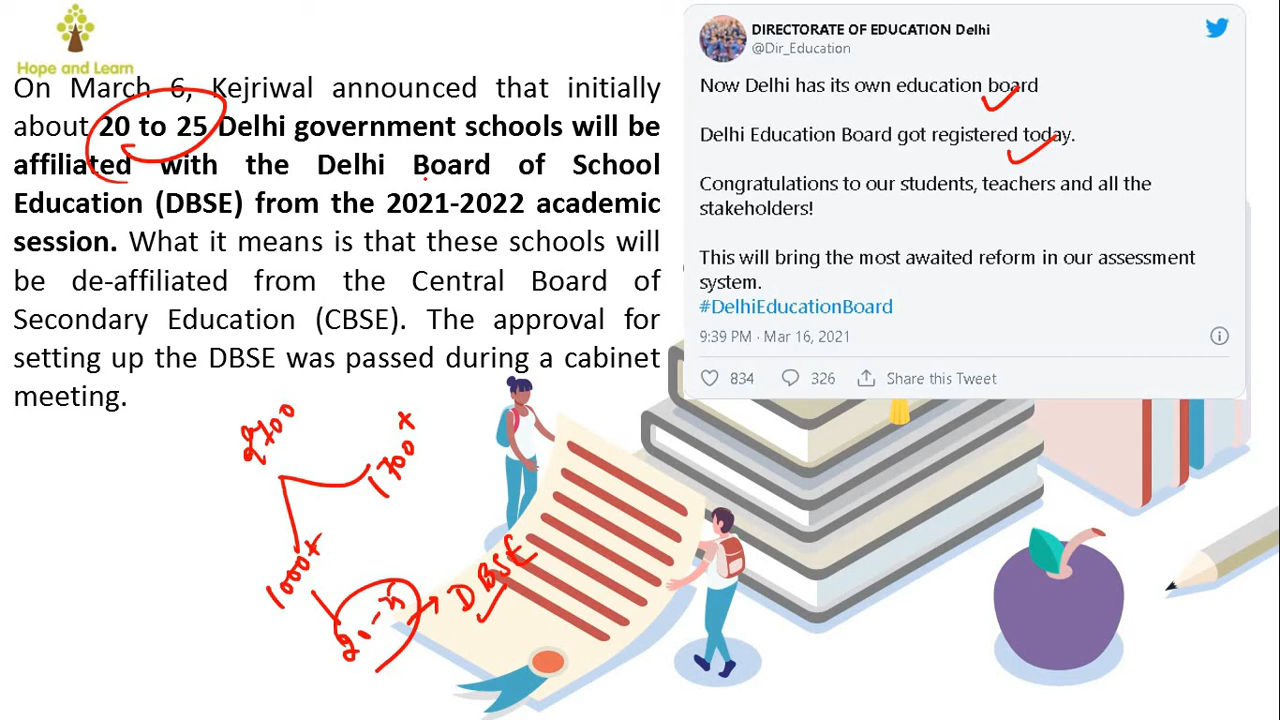 Hope and Learn
On March 6, Kejriwal announced that initially
about 20 to 25 Delhi government schools will be
affiliated with the Delhi Board of School
Education (DBSE) from the 2021-2022 academic
session. What it means is that these schools will
be de-affiliated from the Central Board of
Secondary Education (CBSE). The approval for
setting up the DBSE was passed during a cabinet
meeting.
DIRECTORATE OF EDUCATION Delhi
@Dir_Education
Now Delhi has its own education board
Delhi Education Board got registered today.
Congratulations to our students, teachers and all the
stakeholders!
This will bring the most awaited reform in our assessment
system.
#DelhiEducationBoard
9:39 PM · Mar 16, 2021
834 326 Share this Tweet
2700
1700+
1000+
20-25
DBSE